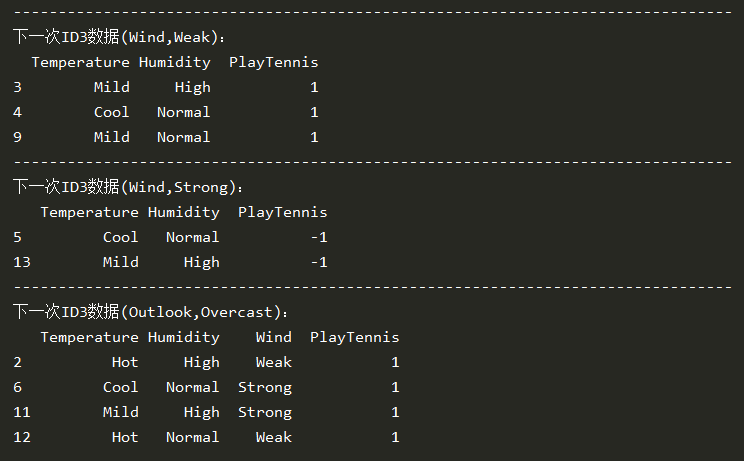 --------------------------------------------------------------------------------
下一次ID3数据(Wind,Weak)：
  Temperature Humidity  PlayTennis
3        Mild     High           1
4        Cool   Normal           1
9        Mild   Normal           1
--------------------------------------------------------------------------------
下一次ID3数据(Wind,Strong)：
   Temperature Humidity  PlayTennis
5         Cool   Normal          -1
13        Mild     High          -1
--------------------------------------------------------------------------------
下一次ID3数据(Outlook,Overcast)：
   Temperature Humidity    Wind  PlayTennis
2          Hot     High    Weak           1
6         Cool   Normal  Strong           1
11        Mild     High  Strong           1
12         Hot   Normal    Weak           1